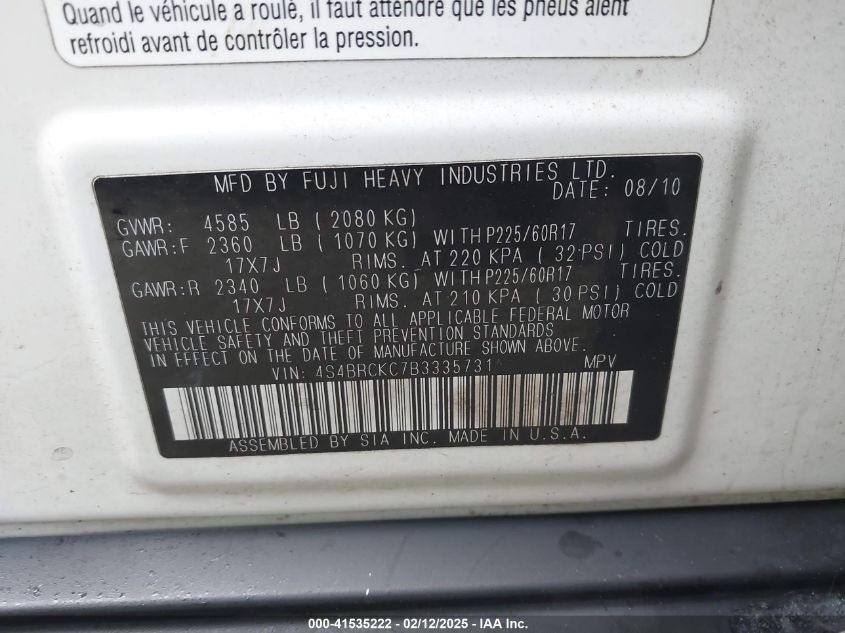 Quand le véhicule a roulé, il faut attendre que les pneus aient
refroidi avant de contrôler la pression.
MFD BY FUJI HEAVY INDUSTRIES LTD.
DATE: 08/10
GVWR: 4585 LB ( 2080 KG)
GAWR:F 2360 LB ( 1070 KG) WITH P225/60R17 TIRES.
17X7J RIMS. AT 220 KPA ( 32 PSI) COLD
GAWR:R 2340 LB ( 1060 KG) WITH P225/60R17 TIRES.
17X7J RIMS. AT 210 KPA ( 30 PSI) COLD
THIS VEHICLE CONFORMS TO ALL APPLICABLE FEDERAL MOTOR
VEHICLE SAFETY AND THEFT PREVENTION STANDARDS
IN EFFECT ON THE DATE OF MANUFACTURE SHOWN ABOVE.
VIN: 4S4BRCKC7B3335731 MPV
ASSEMBLED BY SIA INC. MADE IN U.S.A.
000-41535222 - 02/12/2025 - IAA Inc.